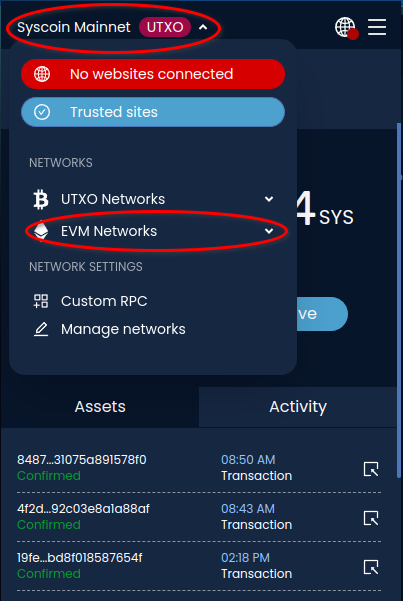 Syscoin Mainnet UTXO
No websites connected
Trusted sites
NETWORKS
UTXO Networks
4 SYS
EVM Networks
NETWORK SETTINGS
Custom RPC
ve
Manage networks
Assets Activity
8487...31075a891578f0 08:50 AM
Confirmed Transaction
4f2d...92c03e8a1a88af 08:43 AM
Confirmed Transaction
19fe...bd8f018587654f 02:18 PM
Confirmed Transaction